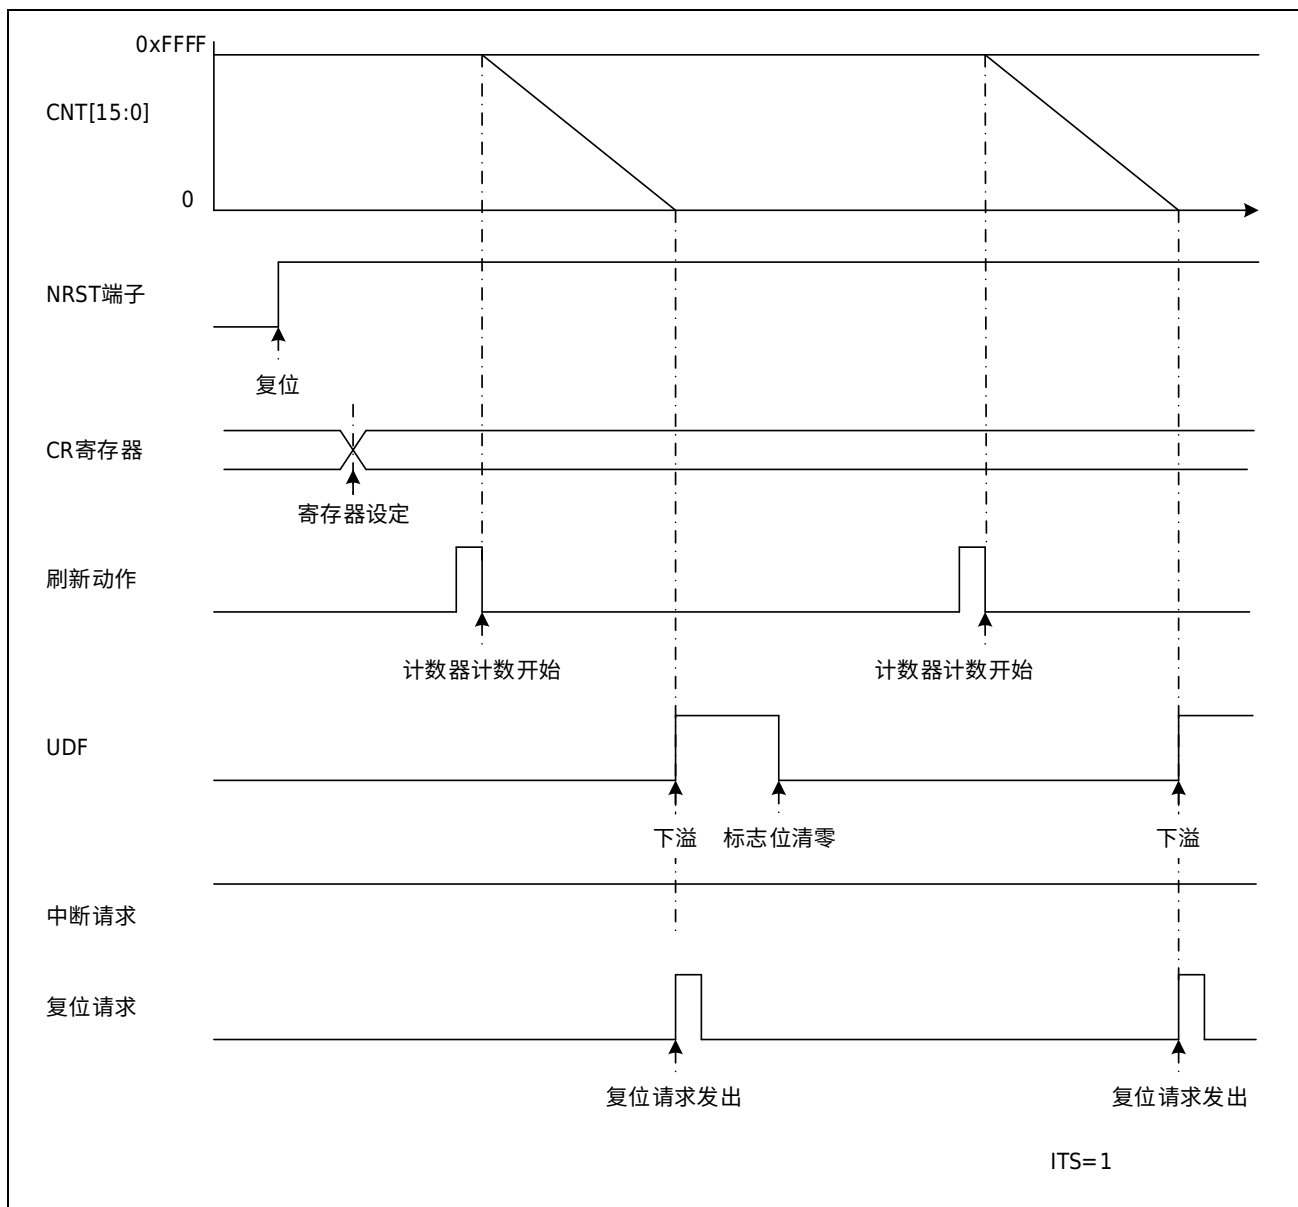 0xFFFF
CNT[15:0]
0
NRST端子
复位
CR寄存器
寄存器设定
刷新动作
计数器计数开始
计数器计数开始
UDF
下溢
标志位清零
下溢
中断请求
复位请求
复位请求发出
复位请求发出
ITS=1